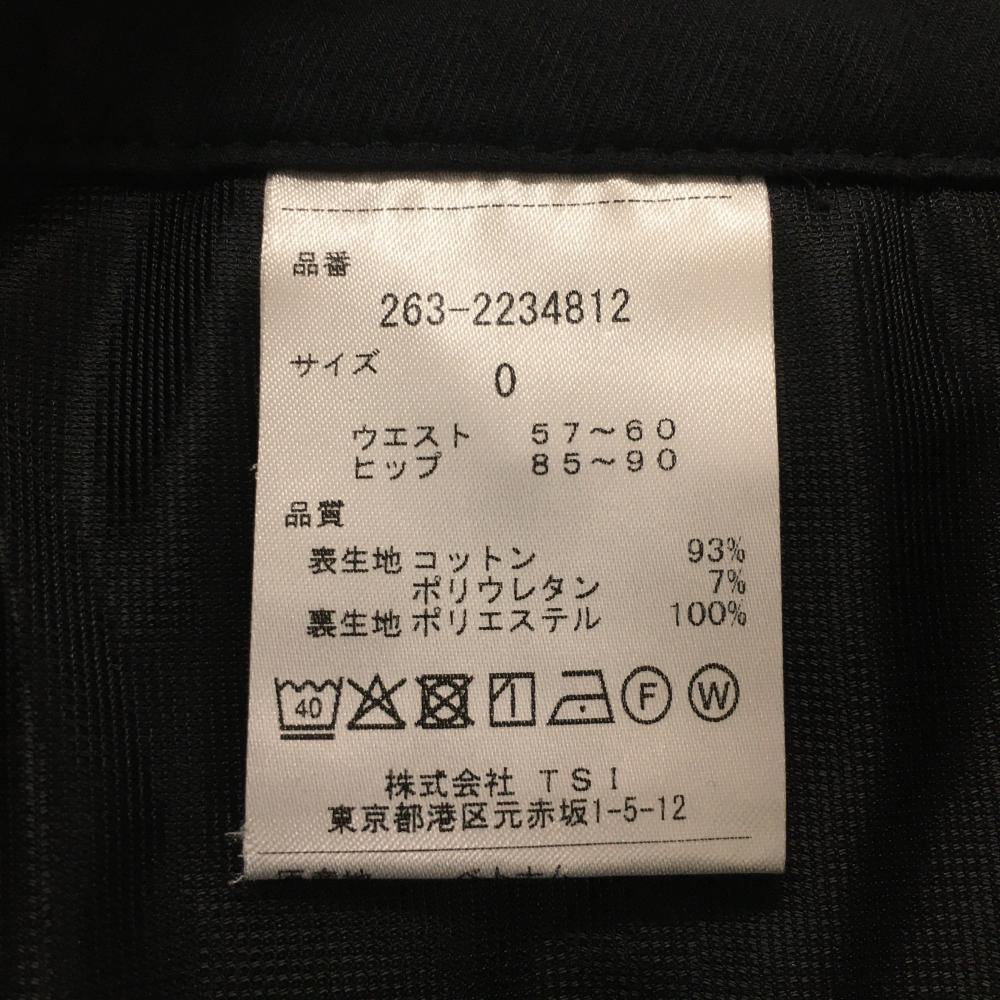 品番
263-2234812
サイズ
0
ウエスト 57～60
ヒップ 85～90
品質
表生地 コットン 93%
ポリウレタン 7%
裏生地 ポリエステル 100%
40 F W
株式会社 TSI
東京都港区元赤坂1-5-12